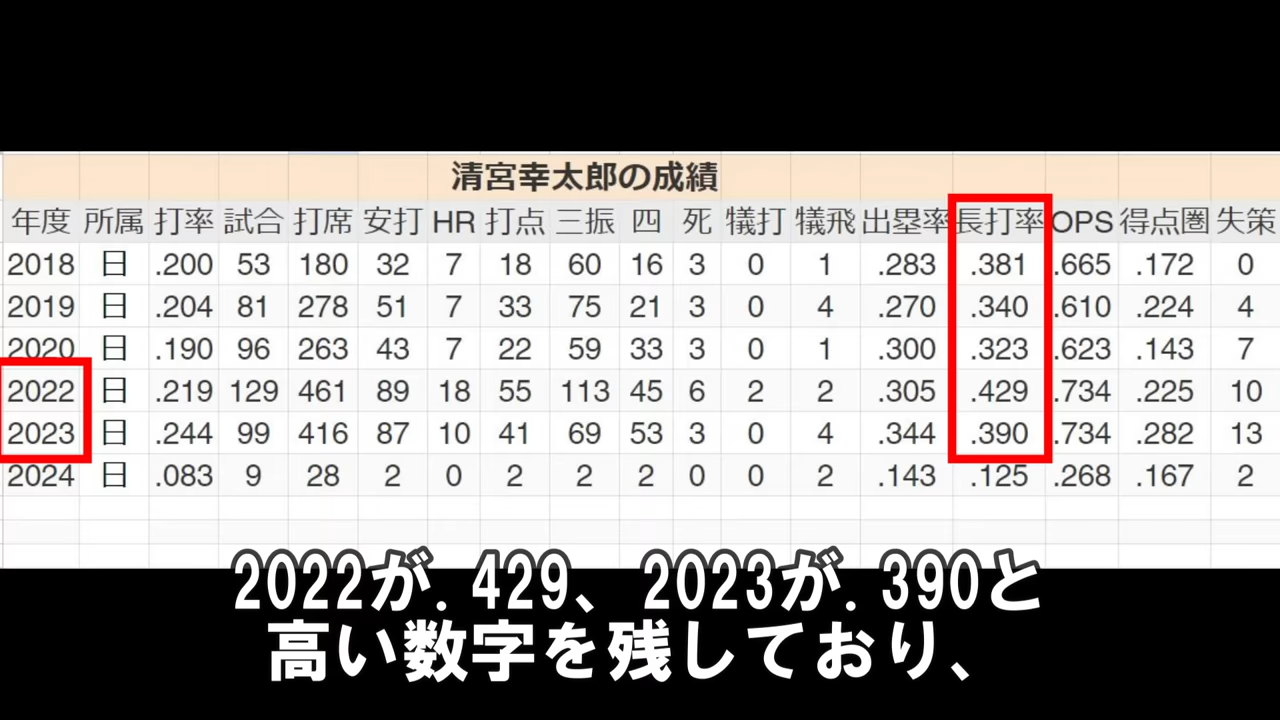 清宮幸太郎の成績
年度 所属 打率 試合 打席 安打 HR 打点 三振 四 死 犠打 犠飛 出塁率 長打率 OPS 得点圏 失策
2018 日 .200 53 180 32 7 18 60 16 3 0 1 .283 .381 .665 .172 0
2019 日 .204 81 278 51 7 33 75 21 3 0 4 .270 .340 .610 .224 4
2020 日 .190 96 263 43 7 22 59 33 3 0 1 .300 .323 .623 .143 7
2022 日 .219 129 461 89 18 55 113 45 6 2 2 .305 .429 .734 .225 10
2023 日 .244 99 416 87 10 41 69 53 3 0 4 .344 .390 .734 .282 13
2024 日 .083 9 28 2 0 2 2 2 0 0 2 .143 .125 .268 .167 2
2022が.429、2023が.390と
高い数字を残しており、